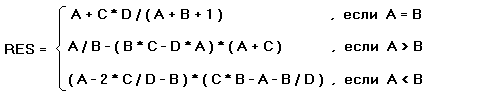 A + C * D / ( A + B + 1 ) , если A = B
RES = A / B - ( B * C - D * A ) * ( A + C ) , если A > B
( A - 2 * C / D - B ) * ( C * B - A - B / D ) , если A < B